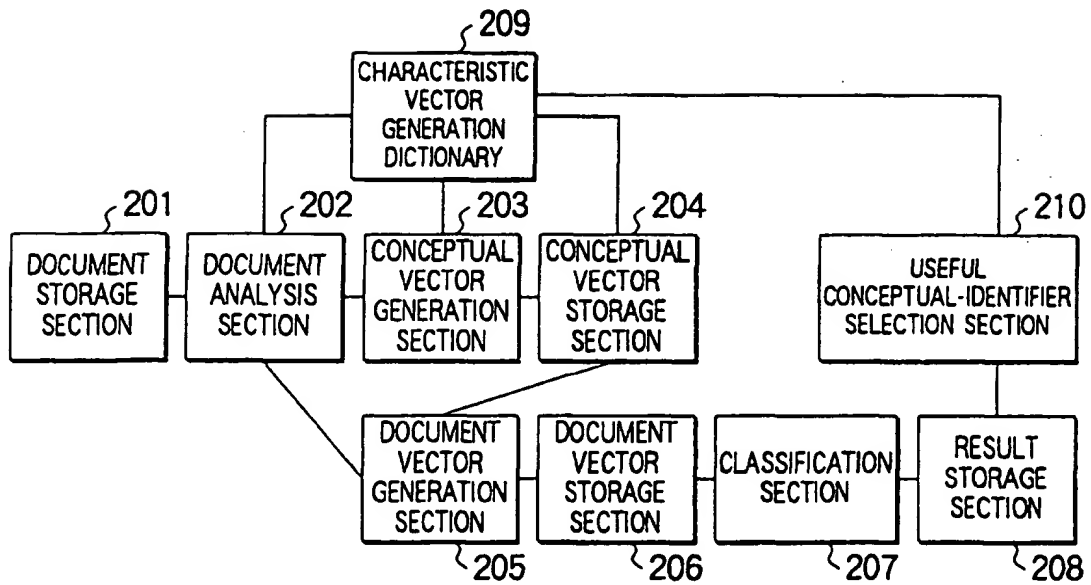 209
CHARACTERISTIC
VECTOR
GENERATION
DICTIONARY
201
202
203
204
210
DOCUMENT
STORAGE
SECTION
DOCUMENT
ANALYSIS
SECTION
CONCEPTUAL
VECTOR
GENERATION
SECTION
CONCEPTUAL
VECTOR
STORAGE
SECTION
USEFUL
CONCEPTUAL-IDENTIFIER
SELECTION SECTION
DOCUMENT
VECTOR
GENERATION
SECTION
DOCUMENT
VECTOR
STORAGE
SECTION
CLASSIFICATION
SECTION
RESULT
STORAGE
SECTION
205
206
207
208